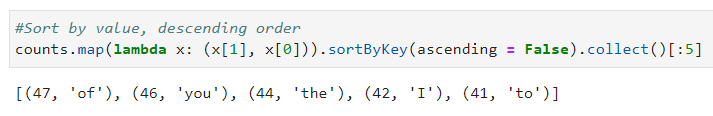 #Sort by value, descending order
counts.map(lambda x: (x[1], x[0])).sortByKey(ascending = False).collect()[:5]
[(47, 'of'), (46, 'you'), (44, 'the'), (42, 'I'), (41, 'to')]